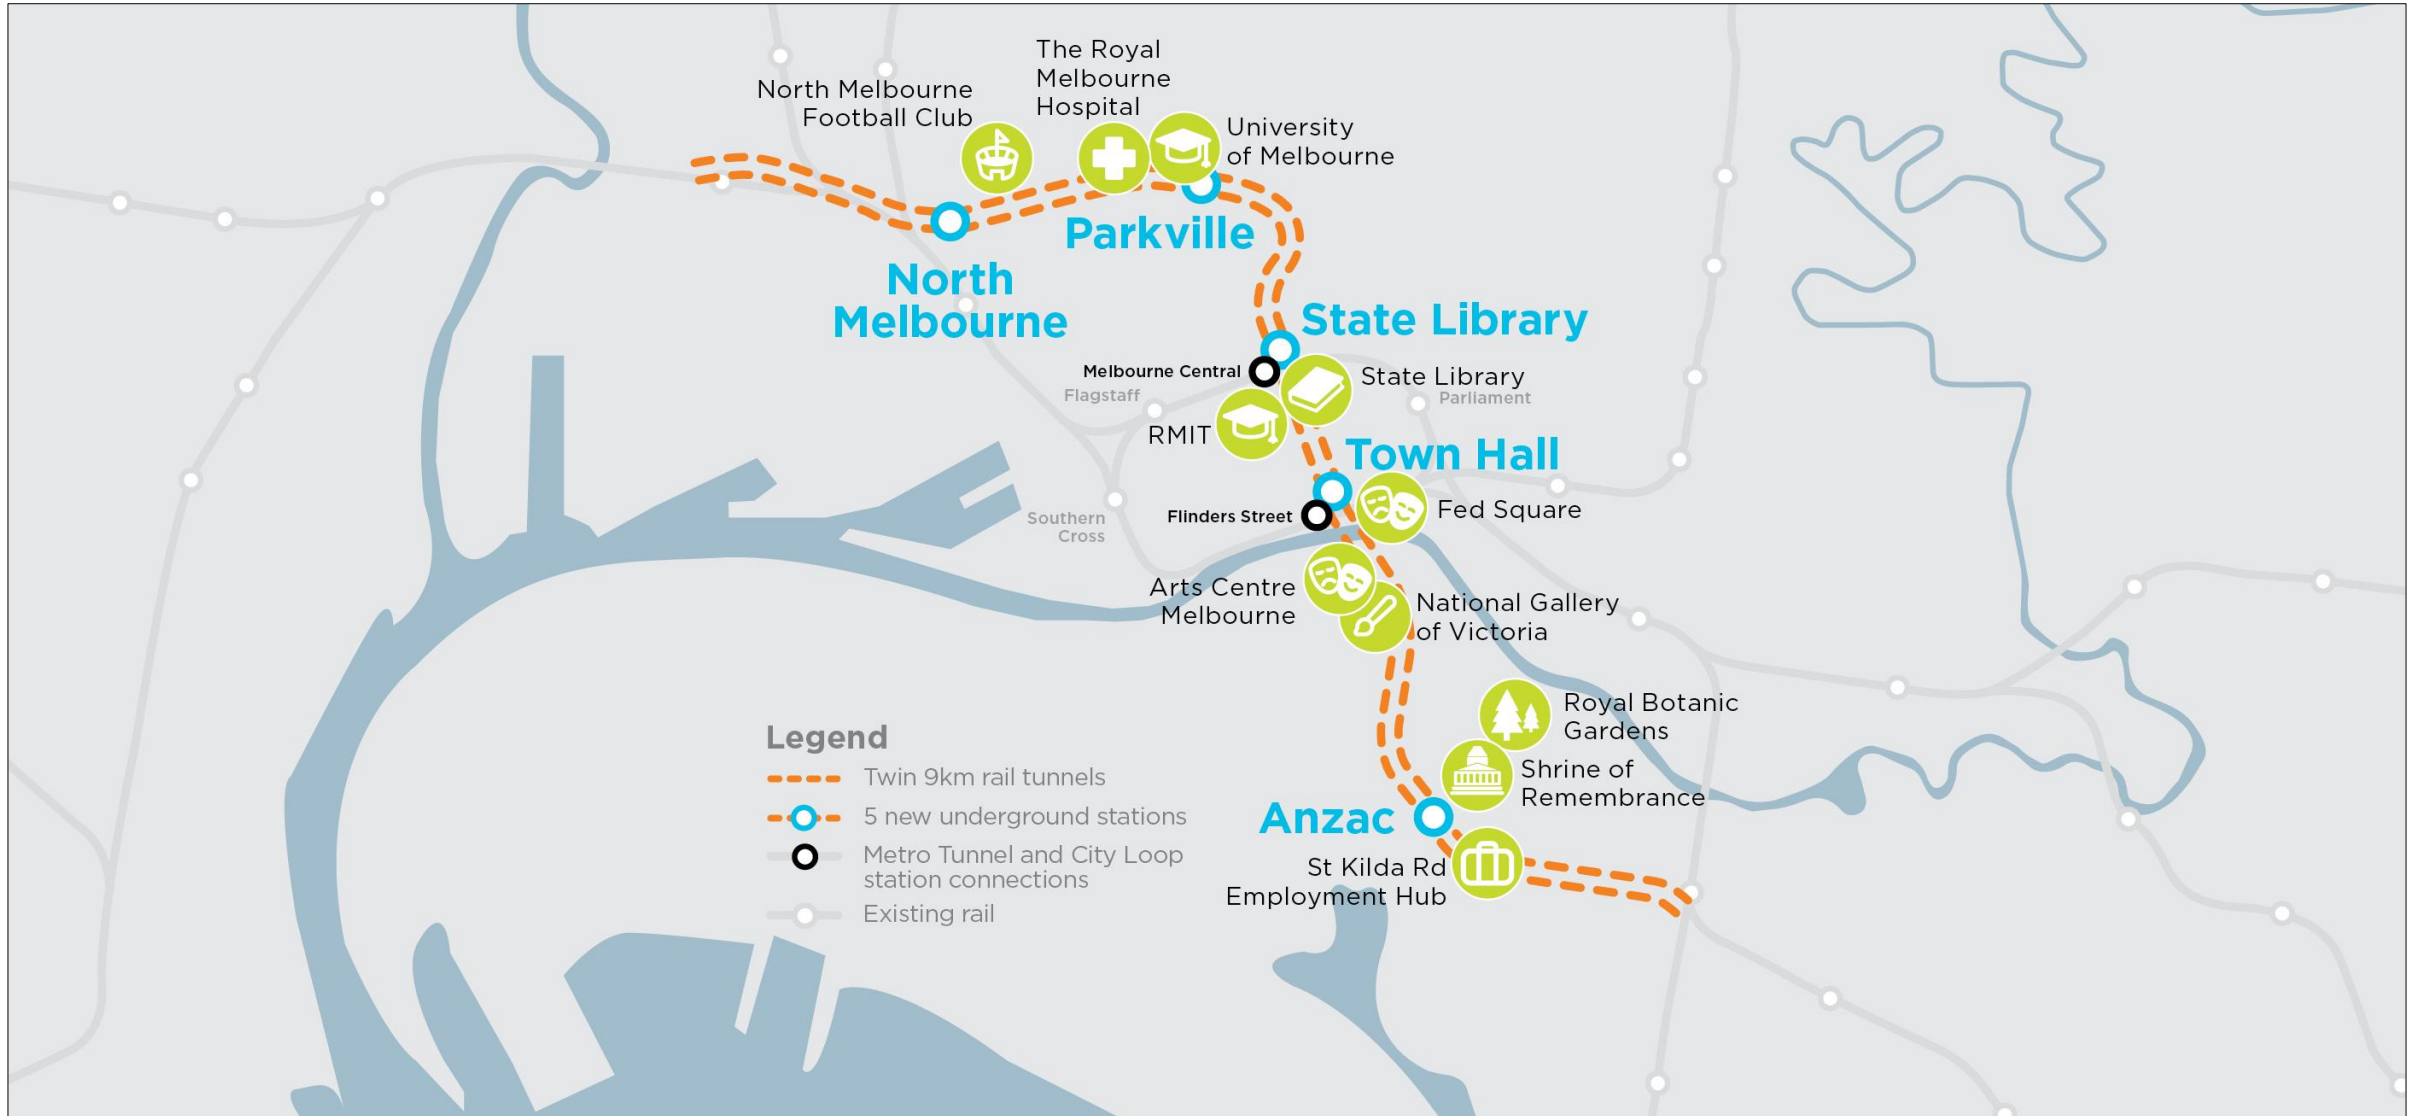 North Melbourne
Football Club
The Royal
Melbourne
Hospital
University
of Melbourne
Parkville
North
Melbourne
State Library
Melbourne Central
Flagstaff
State Library
Parliament
RMIT
Town Hall
Southern
Cross
Flinders Street
Fed Square
Arts Centre
Melbourne
National Gallery
of Victoria
Royal Botanic
Gardens
Shrine of
Remembrance
Anzac
St Kilda Rd
Employment Hub
Legend
Twin 9km rail tunnels
5 new underground stations
Metro Tunnel and City Loop
station connections
Existing rail